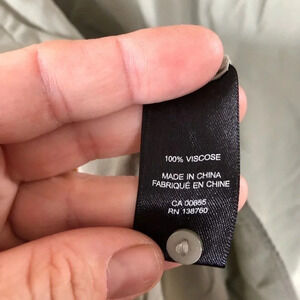 100% VISCOSE
MADE IN CHINA
FABRIQUÉ EN CHINE
CA 00885
RN 138760